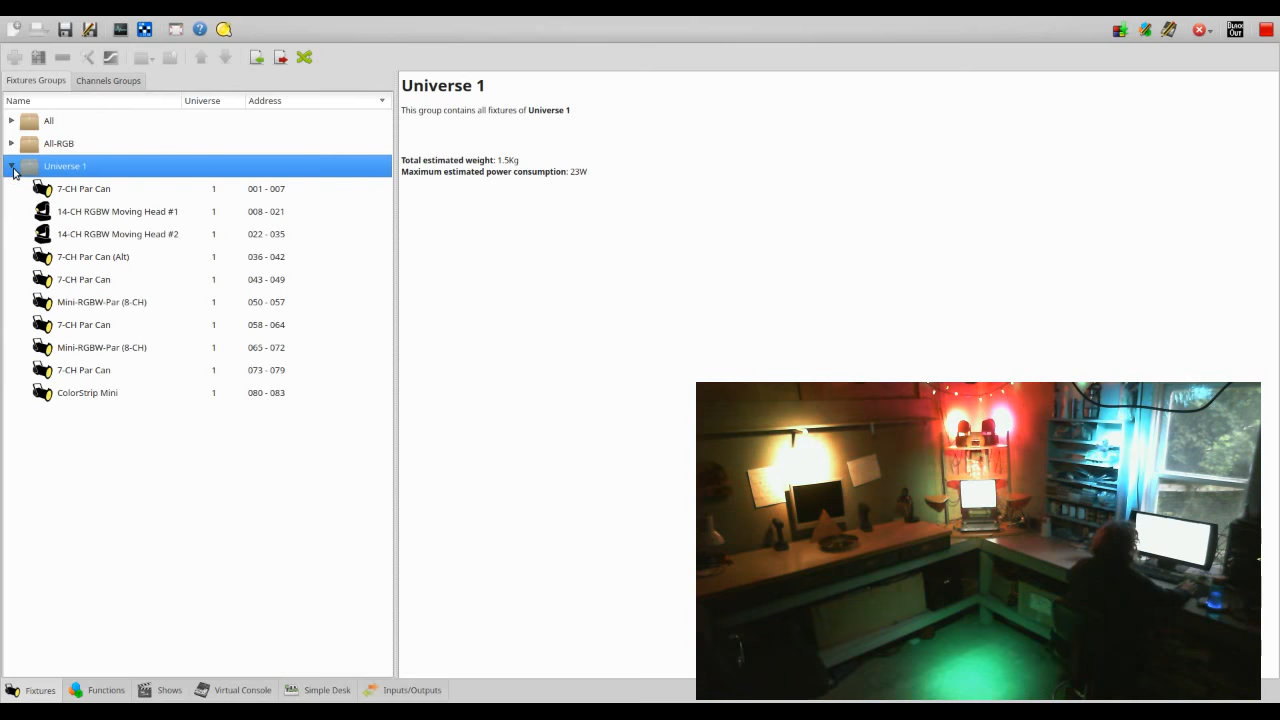 BLACK
OUT
Fixtures Groups Channels Groups
Name Universe Address
All
All-RGB
Universe 1
7-CH Par Can 1 001 - 007
14-CH RGBW Moving Head #1 1 008 - 021
14-CH RGBW Moving Head #2 1 022 - 035
7-CH Par Can (Alt) 1 036 - 042
7-CH Par Can 1 043 - 049
Mini-RGBW-Par (8-CH) 1 050 - 057
7-CH Par Can 1 058 - 064
Mini-RGBW-Par (8-CH) 1 065 - 072
7-CH Par Can 1 073 - 079
ColorStrip Mini 1 080 - 083
Universe 1
This group contains all fixtures of Universe 1
Total estimated weight: 1.5Kg
Maximum estimated power consumption: 23W
Fixtures Functions Shows Virtual Console Simple Desk Inputs/Outputs